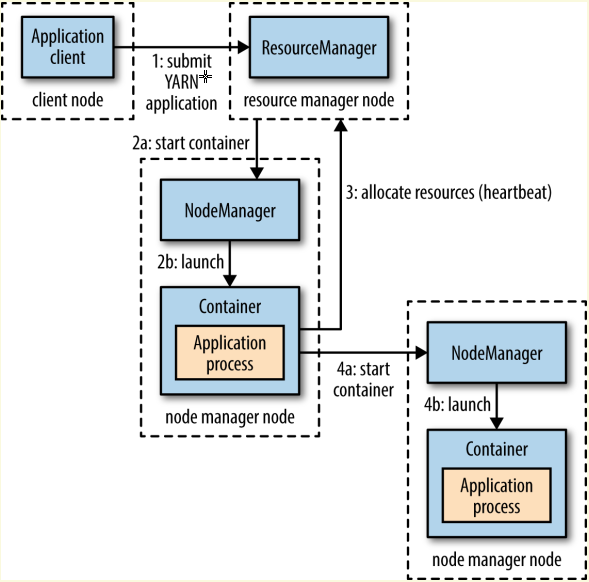 Application
client
client node
1: submit
YARN
application
ResourceManager
resource manager node
2a: start container
NodeManager
2b: launch
Container
Application
process
node manager node
3: allocate resources (heartbeat)
4a: start
container
NodeManager
4b: launch
Container
Application
process
node manager node